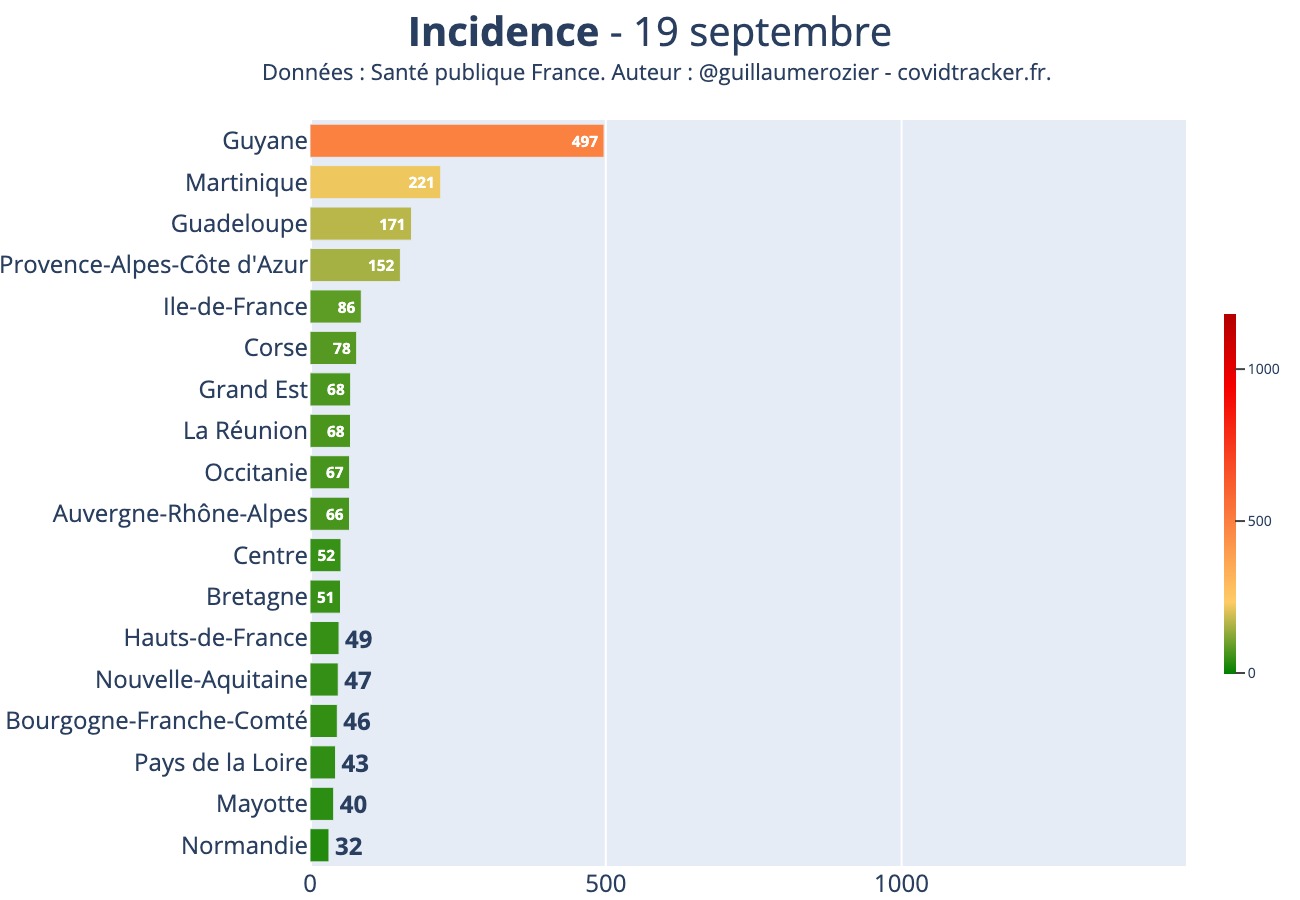 Incidence - 19 septembre
Données : Santé publique France. Auteur : @guillaumerozier - covidtracker.fr.
Guyane 497
Martinique 221
Guadeloupe 171
Provence-Alpes-Côte d'Azur 152
Ile-de-France 86
Corse 78
Grand Est 68
La Réunion 68
Occitanie 67
Auvergne-Rhône-Alpes 66
Centre 52
Bretagne 51
Hauts-de-France 49
Nouvelle-Aquitaine 47
Bourgogne-Franche-Comté 46
Pays de la Loire 43
Mayotte 40
Normandie 32
0 500 1000
1000
500
0